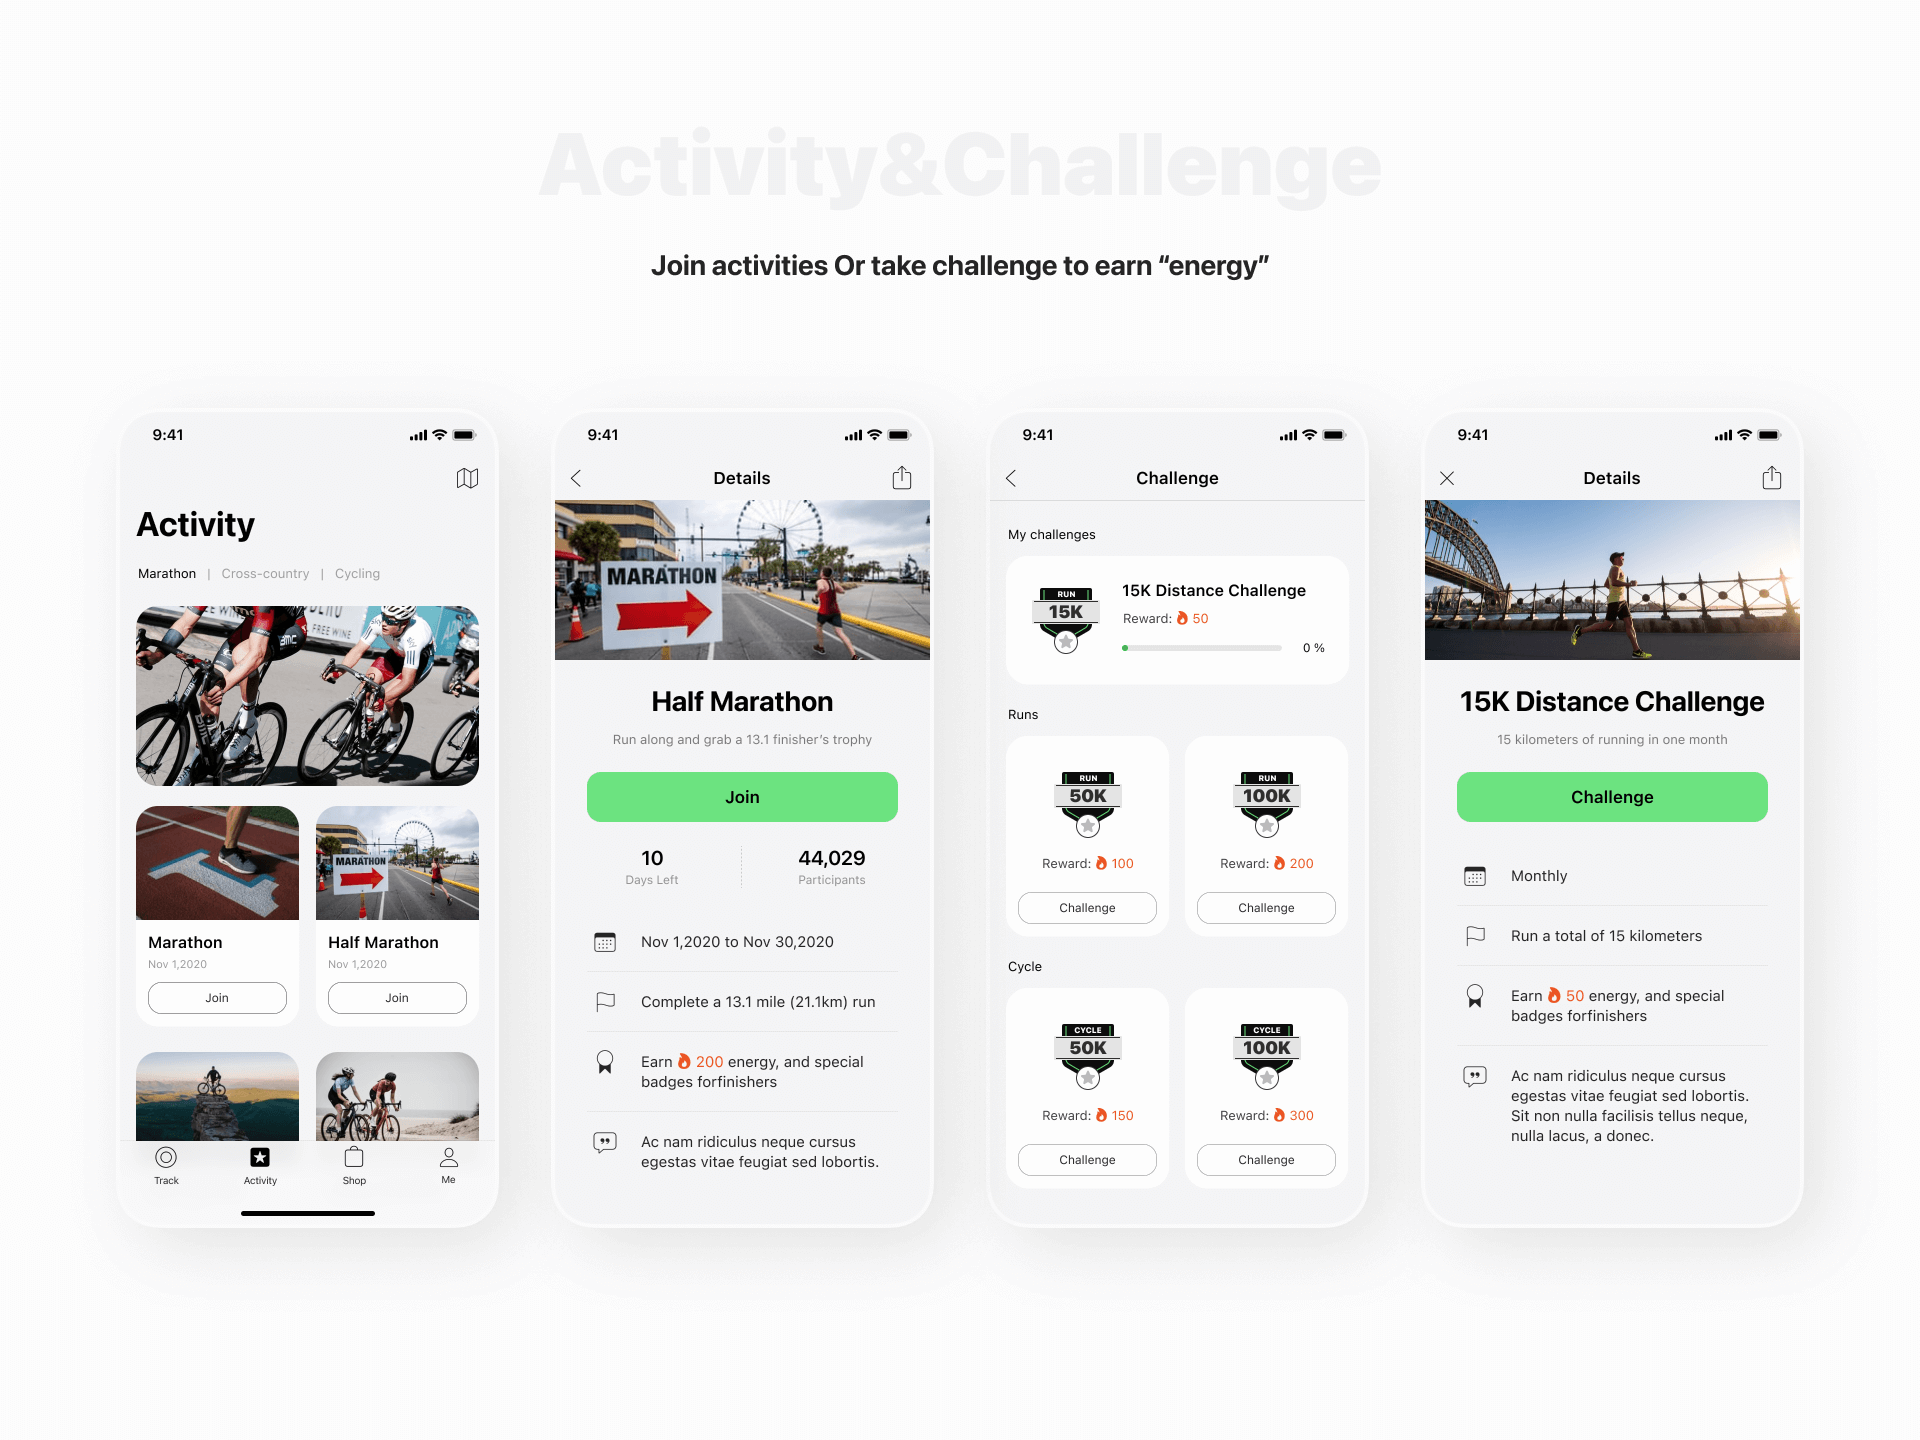 Activity&Challenge
Join activities Or take challenge to earn “energy”
9:41
Activity
Marathon | Cross-country | Cycling
FREE WINE
BMC
Marathon
Nov 1,2020
Join
MARATHON
Half Marathon
Nov 1,2020
Join
Track
Activity
Shop
Me
9:41
Details
MARATHON
Half Marathon
Run along and grab a 13.1 finisher’s trophy
Join
10
Days Left
44,029
Participants
Nov 1,2020 to Nov 30,2020
Complete a 13.1 mile (21.1km) run
Earn 200 energy, and special
badges forfinishers
Ac nam ridiculus neque cursus
egestas vitae feugiat sed lobortis.
9:41
Challenge
My challenges
RUN
15K
15K Distance Challenge
Reward: 50
0 %
Runs
RUN
50K
Reward: 100
Challenge
RUN
100K
Reward: 200
Challenge
Cycle
CYCLE
50K
Reward: 150
Challenge
CYCLE
100K
Reward: 300
Challenge
9:41
Details
15K Distance Challenge
15 kilometers of running in one month
Challenge
Monthly
Run a total of 15 kilometers
Earn 50 energy, and special
badges forfinishers
Ac nam ridiculus neque cursus
egestas vitae feugiat sed lobortis.
Sit non nulla facilisis tellus neque,
nulla lacus, a donec.